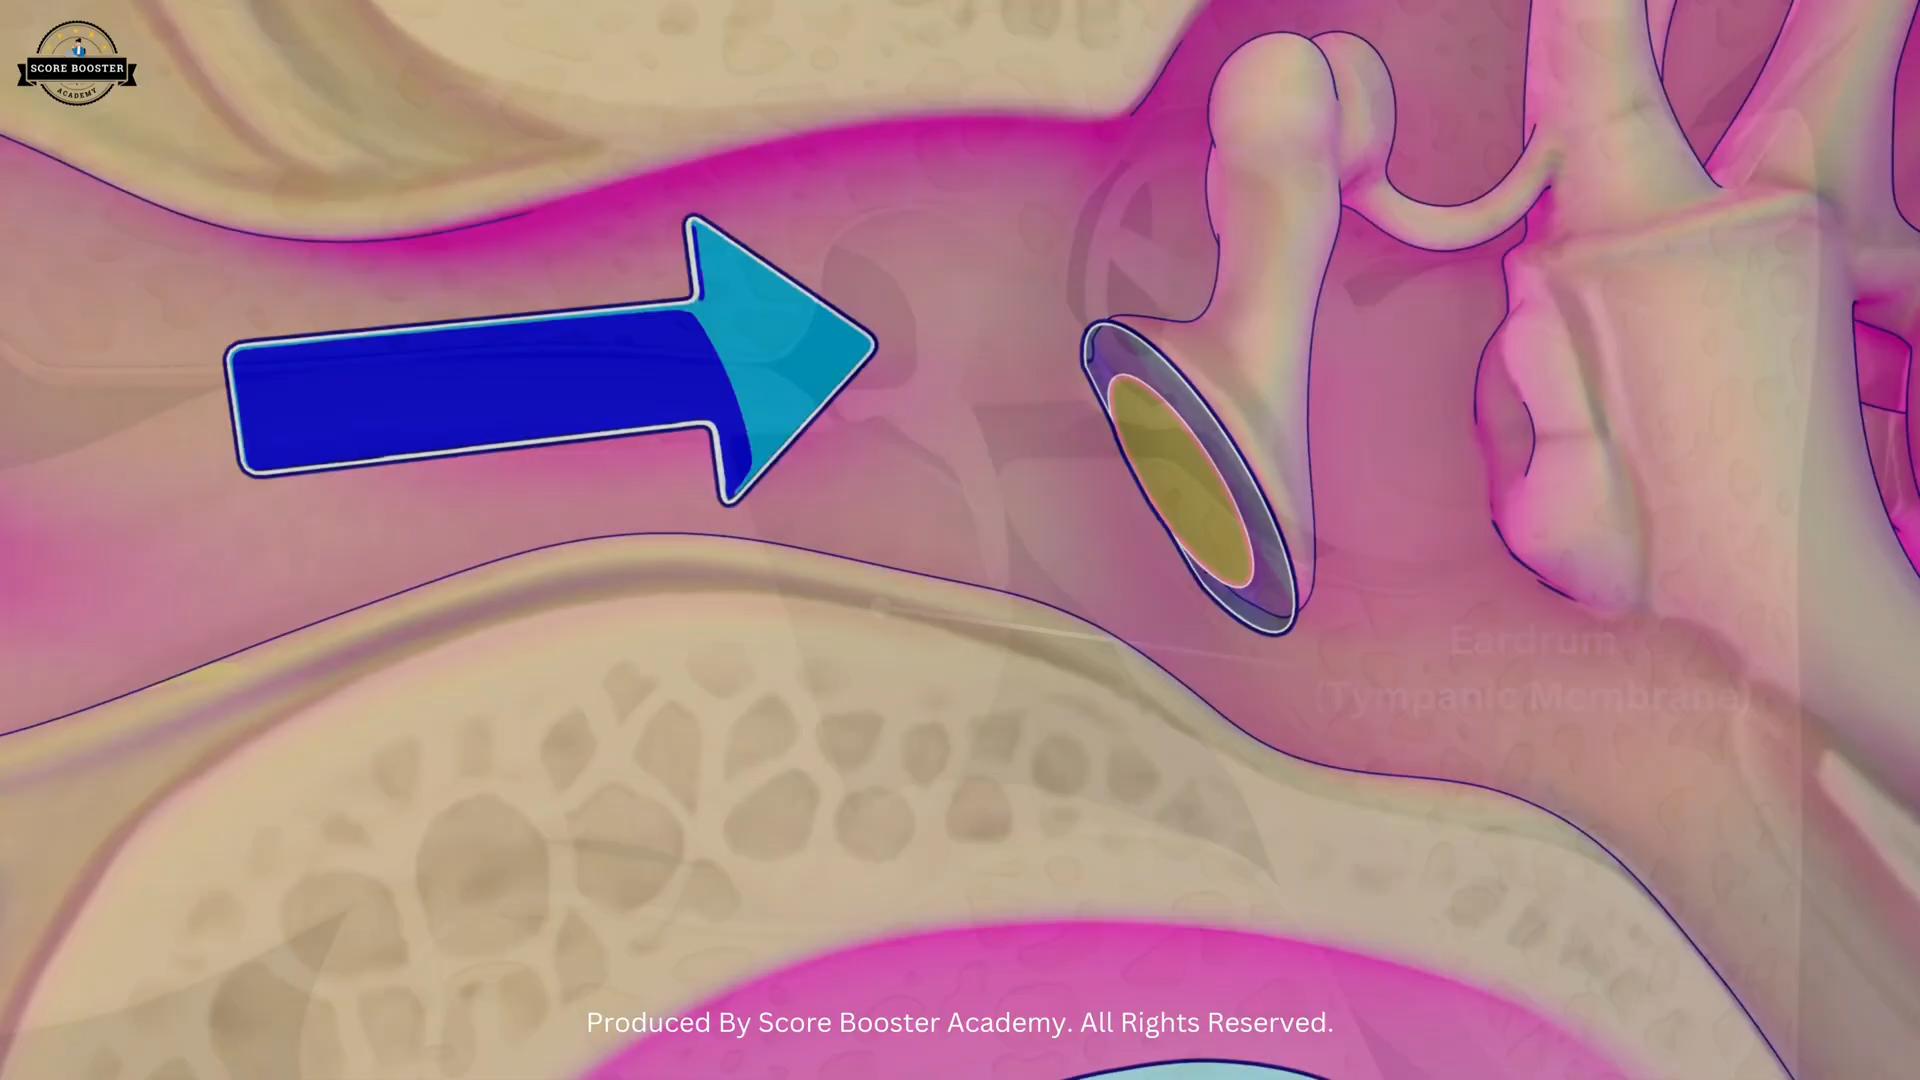 SCORE BOOSTER
ACADEMY
Eardrum
(Tympanic Membrane)
Produced By Score Booster Academy. All Rights Reserved.